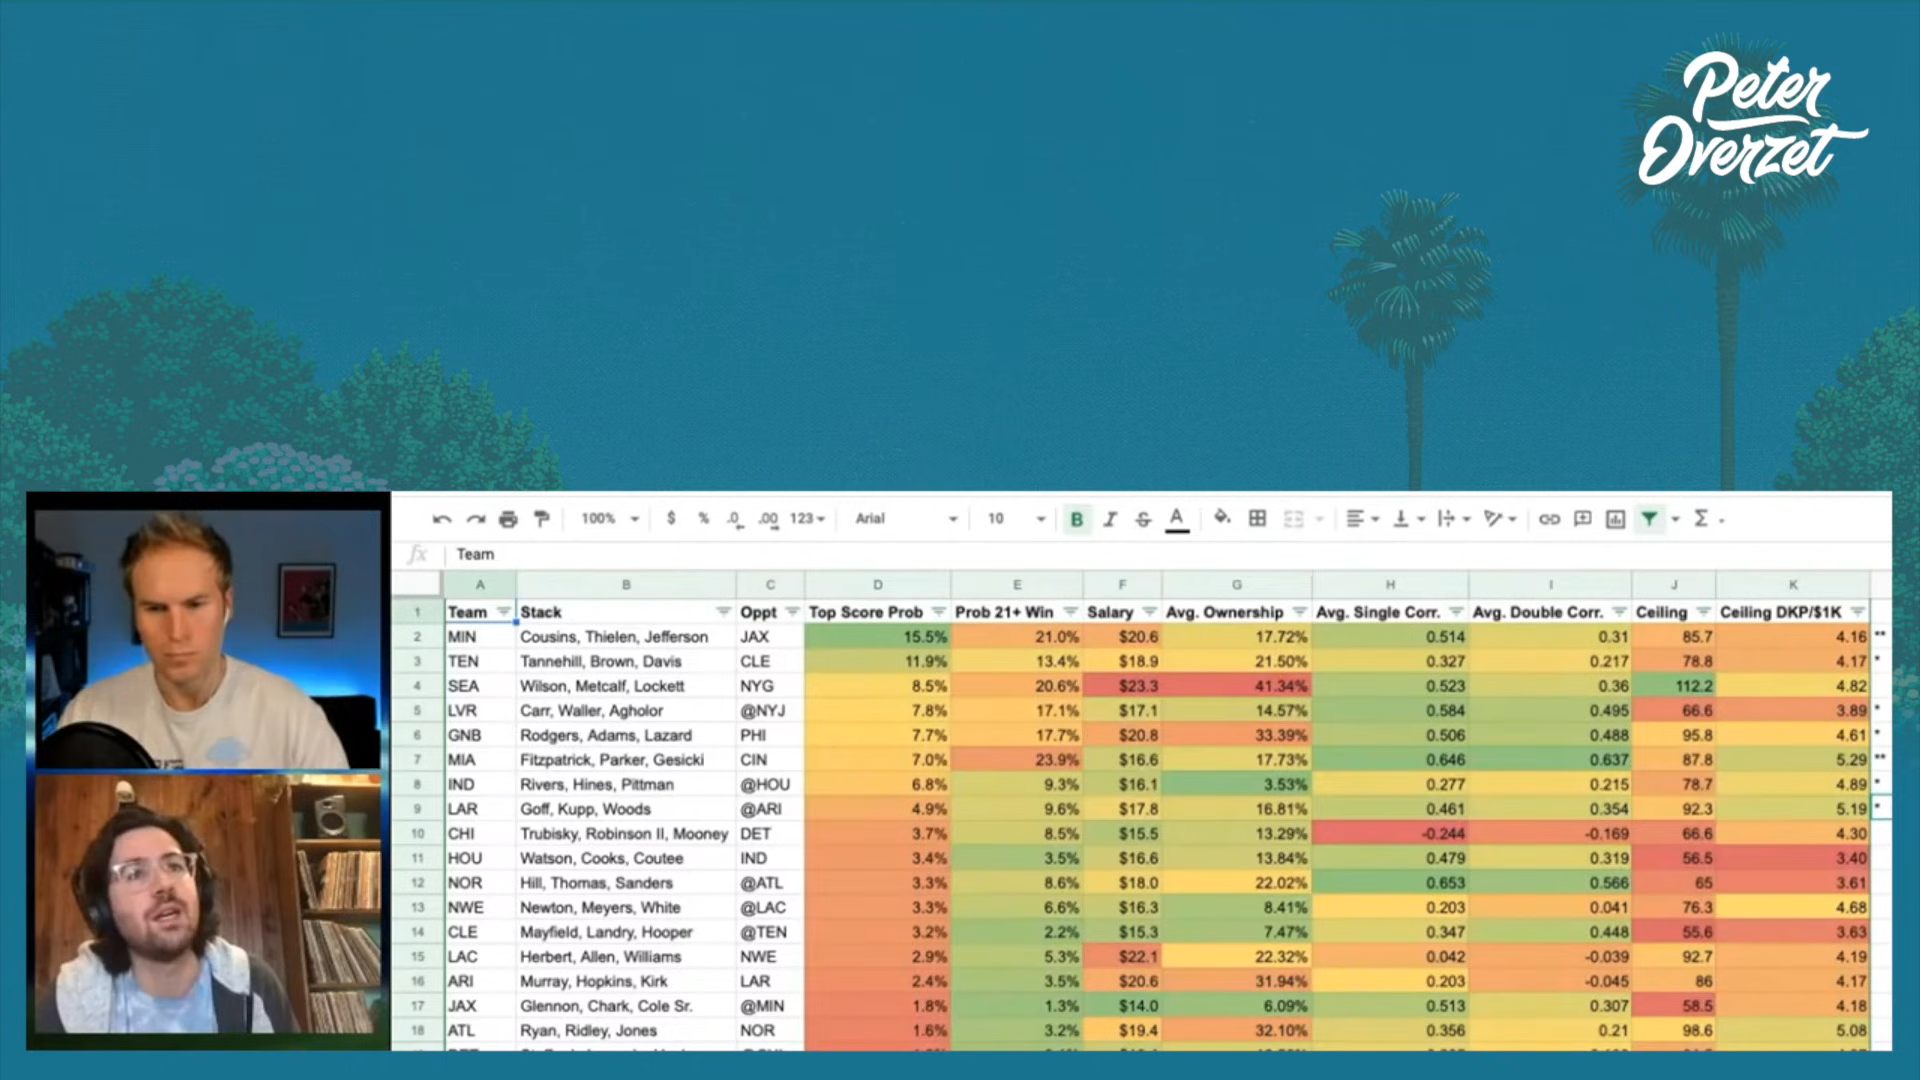 Peter
Overzet
100% $ % .0 .00 123 Arial 10 B I S A
fx Team
A B C D E F G H I J K
1 Team Stack Oppt Top Score Prob Prob 21+ Win Salary Avg. Ownership Avg. Single Corr. Avg. Double Corr. Ceiling Ceiling DKP/$1K
2 MIN Cousins, Thielen, Jefferson JAX 15.5% 21.0% $20.6 17.72% 0.514 0.31 85.7 4.16 **
3 TEN Tannehill, Brown, Davis CLE 11.9% 13.4% $18.9 21.50% 0.327 0.217 78.8 4.17 *
4 SEA Wilson, Metcalf, Lockett NYG 8.5% 20.6% $23.3 41.34% 0.523 0.36 112.2 4.82
5 LVR Carr, Waller, Agholor @NYJ 7.8% 17.1% $17.1 14.57% 0.584 0.495 66.6 3.89 *
6 GNB Rodgers, Adams, Lazard PHI 7.7% 17.7% $20.8 33.39% 0.506 0.488 95.8 4.61 *
7 MIA Fitzpatrick, Parker, Gesicki CIN 7.0% 23.9% $16.6 17.73% 0.646 0.637 87.8 5.29 **
8 IND Rivers, Hines, Pittman @HOU 6.8% 9.3% $16.1 3.53% 0.277 0.215 78.7 4.89 *
9 LAR Goff, Kupp, Woods @ARI 4.9% 9.6% $17.8 16.81% 0.461 0.354 92.3 5.19 *
10 CHI Trubisky, Robinson II, Mooney DET 3.7% 8.5% $15.5 13.29% -0.244 -0.169 66.6 4.30
11 HOU Watson, Cooks, Coutee IND 3.4% 3.5% $16.6 13.84% 0.479 0.319 56.5 3.40
12 NOR Hill, Thomas, Sanders @ATL 3.3% 8.6% $18.0 22.02% 0.653 0.566 65 3.61
13 NWE Newton, Meyers, White @LAC 3.3% 6.6% $16.3 8.41% 0.203 0.041 76.3 4.68
14 CLE Mayfield, Landry, Hooper @TEN 3.2% 2.2% $15.3 7.47% 0.347 0.448 55.6 3.63
15 LAC Herbert, Allen, Williams NWE 2.9% 5.3% $22.1 22.32% 0.042 -0.039 92.7 4.19
16 ARI Murray, Hopkins, Kirk LAR 2.4% 3.5% $20.6 31.94% 0.203 -0.045 86 4.17
17 JAX Glennon, Chark, Cole Sr. @MIN 1.8% 1.3% $14.0 6.09% 0.513 0.307 58.5 4.18
18 ATL Ryan, Ridley, Jones NOR 1.6% 3.2% $19.4 32.10% 0.356 0.21 98.6 5.08